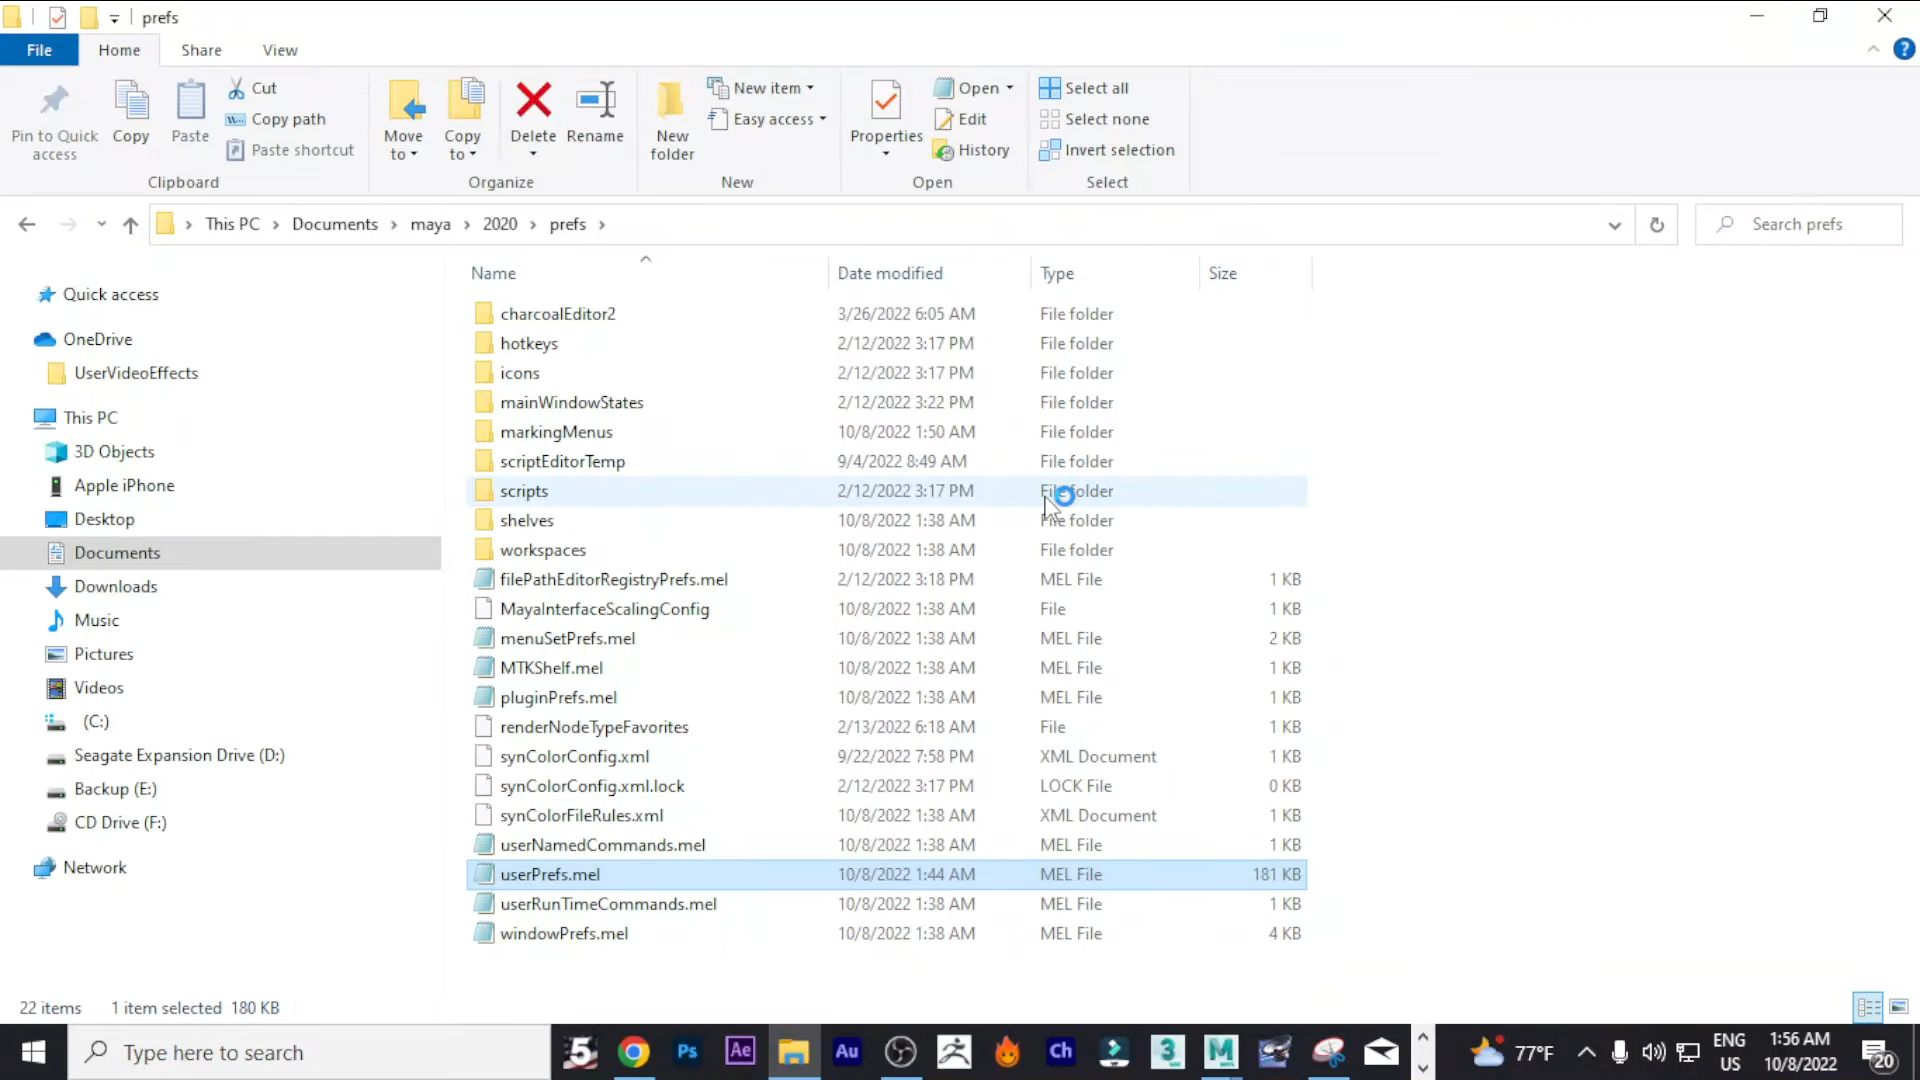 prefs
File Home Share View
Pin to Quick access
Copy
Paste
Cut
Copy path
Paste shortcut
Clipboard
Move to
Copy to
Delete
Rename
Organize
New folder
New item
Easy access
New
Properties
Open
Edit
History
Open
Select all
Select none
Invert selection
Select
This PC > Documents > maya > 2020 > prefs >
Search prefs
Quick access
OneDrive
UserVideoEffects
This PC
3D Objects
Apple iPhone
Desktop
Documents
Downloads
Music
Pictures
Videos
(C:)
Seagate Expansion Drive (D:)
Backup (E:)
CD Drive (F:)
Network
Name Date modified Type Size
charcoalEditor2 3/26/2022 6:05 AM File folder
hotkeys 2/12/2022 3:17 PM File folder
icons 2/12/2022 3:17 PM File folder
mainWindowStates 2/12/2022 3:22 PM File folder
markingMenus 10/8/2022 1:50 AM File folder
scriptEditorTemp 9/4/2022 8:49 AM File folder
scripts 2/12/2022 3:17 PM File folder
shelves 10/8/2022 1:38 AM File folder
workspaces 10/8/2022 1:38 AM File folder
filePathEditorRegistryPrefs.mel 2/12/2022 3:18 PM MEL File 1 KB
MayaInterfaceScalingConfig 10/8/2022 1:38 AM File 1 KB
menuSetPrefs.mel 10/8/2022 1:38 AM MEL File 2 KB
MTKShelf.mel 10/8/2022 1:38 AM MEL File 1 KB
pluginPrefs.mel 10/8/2022 1:38 AM MEL File 1 KB
renderNodeTypeFavorites 2/13/2022 6:18 AM File 1 KB
synColorConfig.xml 9/22/2022 7:58 PM XML Document 1 KB
synColorConfig.xml.lock 2/12/2022 3:17 PM LOCK File 0 KB
synColorFileRules.xml 10/8/2022 1:38 AM XML Document 1 KB
userNamedCommands.mel 10/8/2022 1:38 AM MEL File 1 KB
userPrefs.mel 10/8/2022 1:44 AM MEL File 181 KB
userRunTimeCommands.mel 10/8/2022 1:38 AM MEL File 1 KB
windowPrefs.mel 10/8/2022 1:38 AM MEL File 4 KB
22 items 1 item selected 180 KB
Type here to search
5 Ps Ae Au Ch 3 M
77°F
ENG
US
1:56 AM
10/8/2022
20